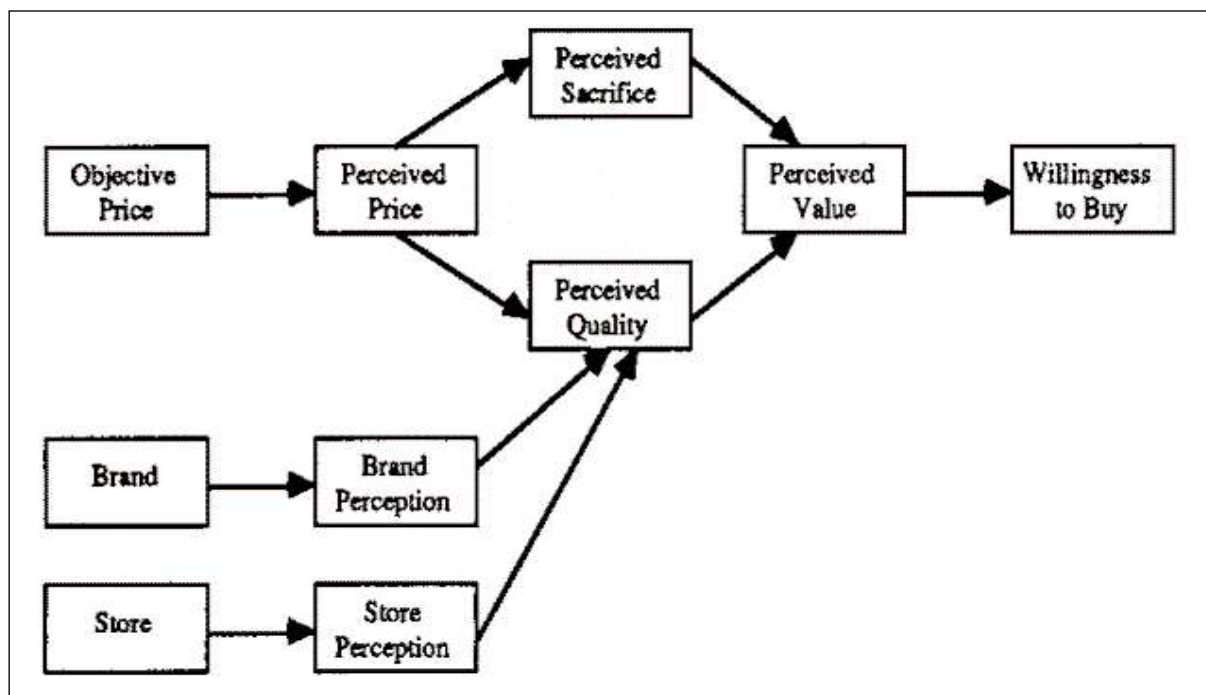 Perceived
Sacrifice
Objective
Price
Perceived
Price
Perceived
Value
Willingness
to Buy
Perceived
Quality
Brand
Brand
Perception
Store
Store
Perception